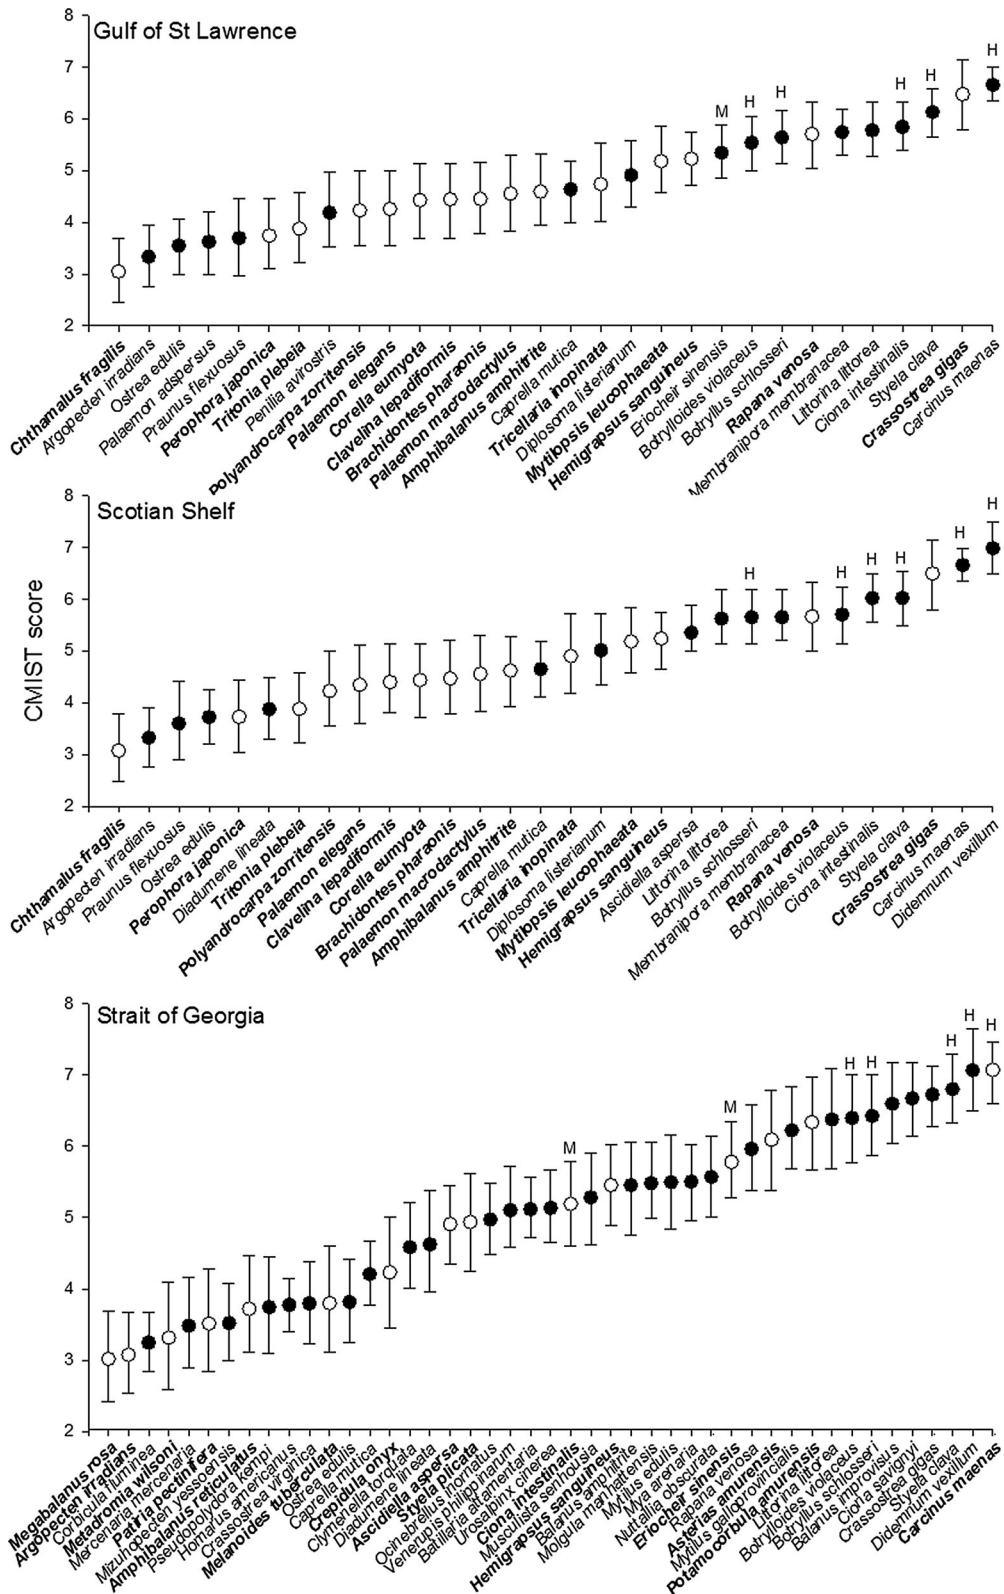 Gulf of St Lawrence
8
7
6
5
4
3
2
M
H
H
H
H
H
Chthamalus fragilis
Argopecten irradians
Ostrea edulis
Palaemon adspersus
Praunus flexuosus
Perophora japonica
Tritonia plebeia
Penilia avirostris
Polyandrocarpa zorritensis
Palaemon elegans
Corella eumyota
Clavelina lepadiformis
Brachidontes pharaonis
Palaemon macrodactylus
Amphibalanus amphitrite
Caprella mutica
Tricellaria inopinata
Diplosoma listerianum
Mytilopsis leucophaeata
Hemigrapsus sanguineus
Eriocheir sinensis
Botrylloides violaceus
Botryllus schlosseri
Rapana venosa
Membranipora membranacea
Littorina littorea
Ciona intestinalis
Styela clava
Crassostrea gigas
Carcinus maenas
CMIST score
Scotian Shelf
8
7
6
5
4
3
2
H
H
H
H
H
H
Chthamalus fragilis
Argopecten irradians
Praunus flexuosus
Ostrea edulis
Perophora japonica
Diadumene lineata
Tritonia plebeia
Polyandrocarpa zorritensis
Palaemon elegans
Clavelina lepadiformis
Corella eumyota
Brachidontes pharaonis
Palaemon macrodactylus
Amphibalanus amphitrite
Caprella mutica
Tricellaria inopinata
Diplosoma listerianum
Mytilopsis leucophaeata
Hemigrapsus sanguineus
Ascidiella aspersa
Littorina littorea
Botryllus schlosseri
Membranipora membranacea
Rapana venosa
Botrylloides violaceus
Ciona intestinalis
Styela clava
Crassostrea gigas
Carcinus maenas
Didemnum vexillum
Strait of Georgia
8
7
6
5
4
3
2
M
M
H
H
H
H
H
Megabalanus rosa
Argopecten irradians
Corbicula fluminea
Metadromia wilsoni
Mercenaria mercenaria
Patiria pectinifera
Mizuhopecten yessoensis
Amphibalanus reticulatus
Pseudopolydora kempi
Homarus americanus
Crassostrea virginica
Melanoides tuberculata
Ostrea edulis
Caprella mutica
Crepidula onyx
Clymenella torquata
Diadumene lineata
Ascidiella aspersa
Styela plicata
Ocinebrellus inornatus
Venerupis philippinarum
Batillaria attramentaria
Urosalpinx cinerea
Ciona intestinalis
Musculista senhousia
Hemigrapsus sanguineus
Balanus amphitrite
Molgula manhattensis
Mytilus edulis
Mya arenaria
Nuttallia obscurata
Eriocheir sinensis
Rapana venosa
Asterias amurensis
Mytilus galloprovincialis
Potamocorbula amurensis
Littorina littorea
Botrylloides violaceus
Botryllus schlosseri
Balanus improvisus
Ciona savignyi
Crassostrea gigas
Styela clava
Didemnum vexillum
Carcinus maenas